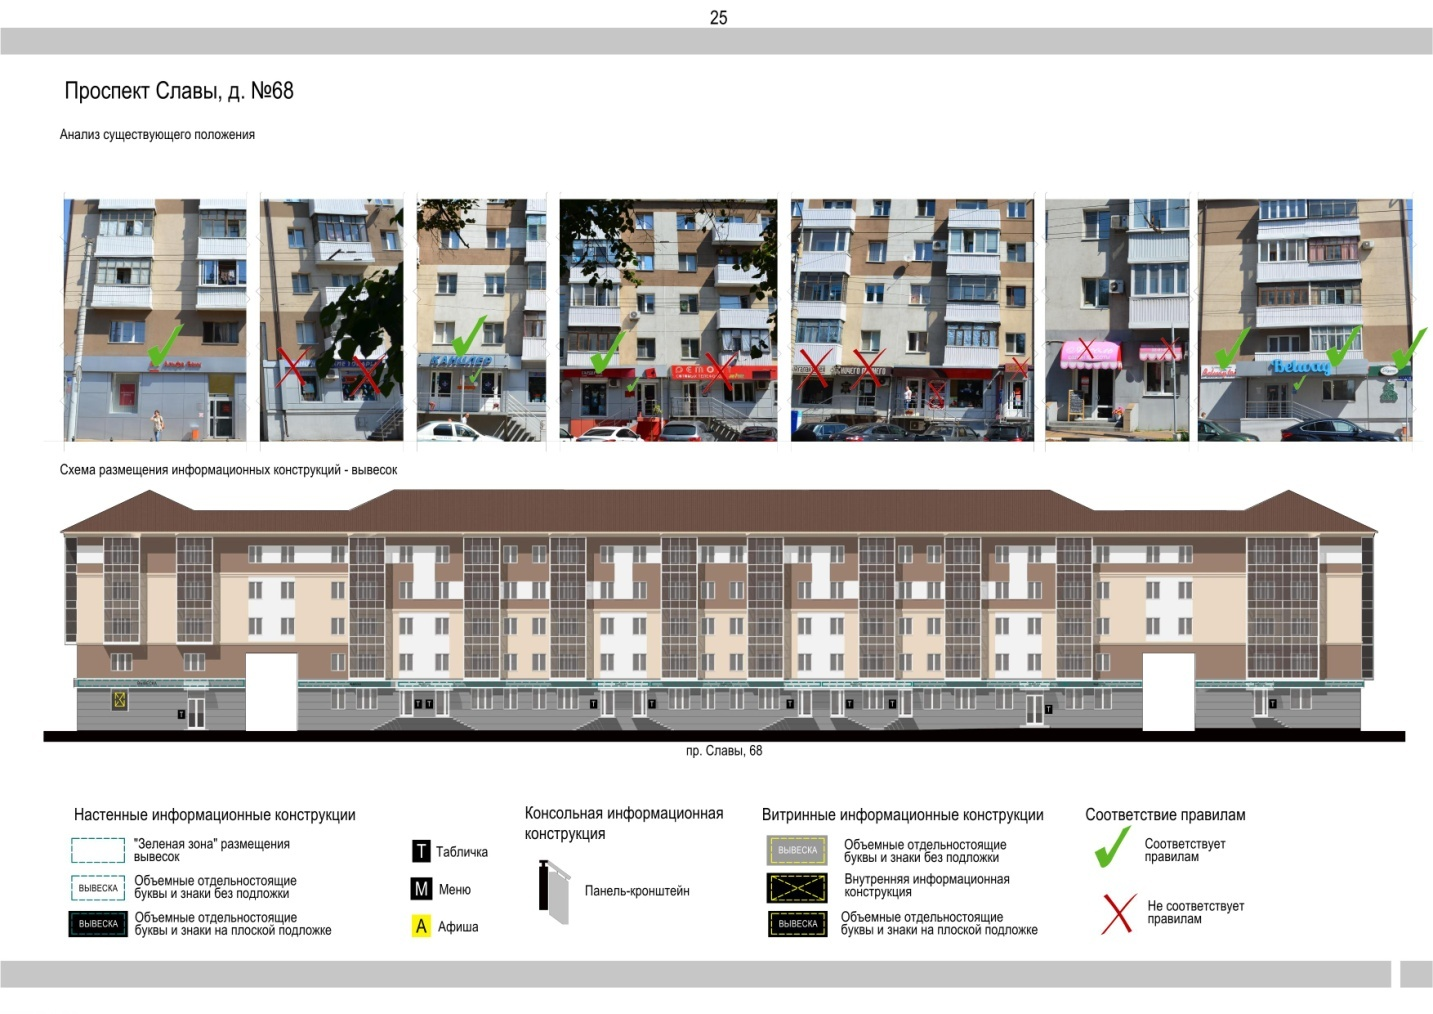 25
Проспект Славы, д. №68
Анализ существующего положения
КАНЦЛЕР
Схема размещения информационных конструкций - вывесок
ВЫВЕСКА
Т
Т Т
Т
Т
Т
Т
Т
Т
Т
пр. Славы, 68
Настенные информационные конструкции
"Зеленая зона" размещения
вывесок
ВЫВЕСКА
Объемные отдельностоящие
буквы и знаки без подложки
ВЫВЕСКА
Объемные отдельностоящие
буквы и знаки на плоской подложке
Т Табличка
М Меню
А Афиша
Консольная информационная
конструкция
Панель-кронштейн
Витринные информационные конструкции
ВЫВЕСКА
Объемные отдельностоящие
буквы и знаки без подложки
Внутренняя информационная
конструкция
ВЫВЕСКА
Объемные отдельностоящие
буквы и знаки на плоской подложке
Соответствие правилам
Соответствует
правилам
Не соответствует
правилам